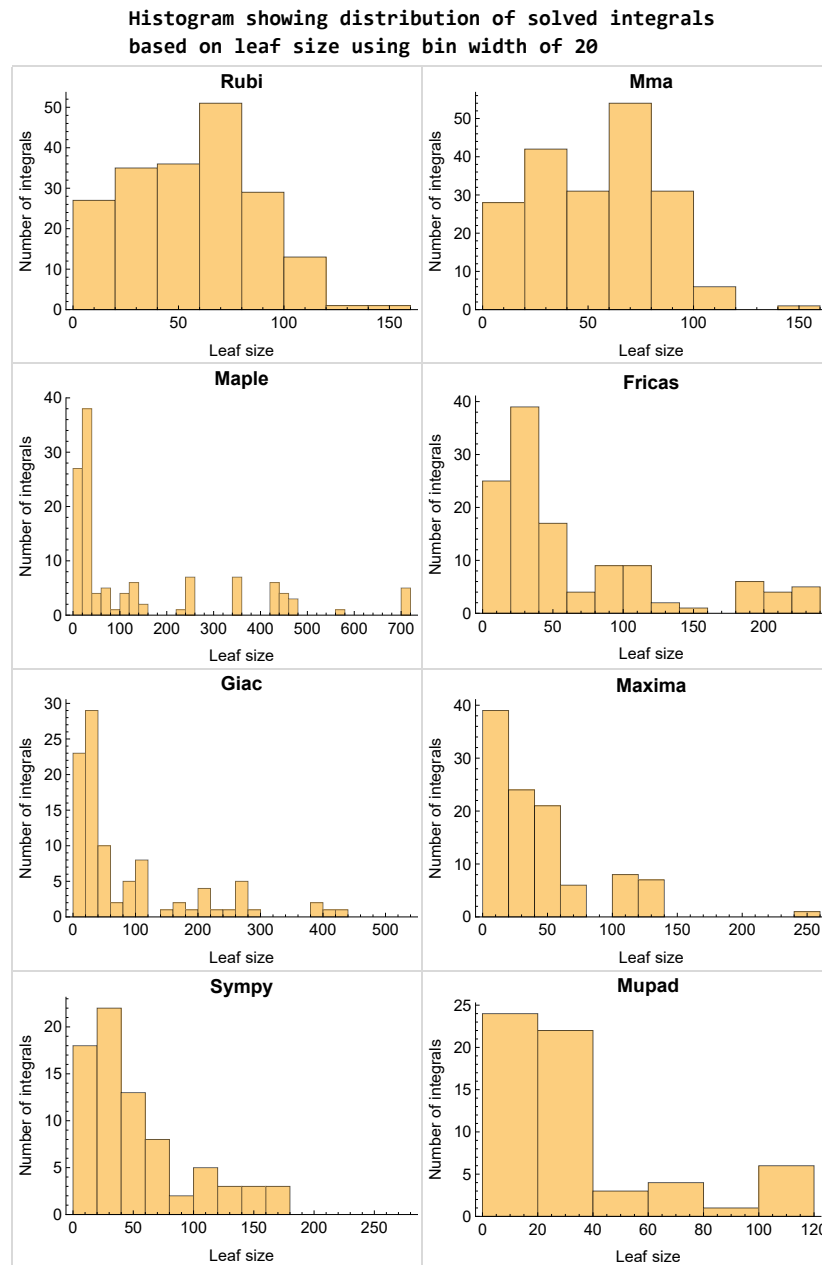 Histogram showing distribution of solved integrals
based on leaf size using bin width of 20
Rubi
Number of integrals
50
40
30
20
10
0
0 50 100 150
Leaf size
Mma
Number of integrals
50
40
30
20
10
0
0 50 100 150
Leaf size
Maple
Number of integrals
40
30
20
10
0
0 100 200 300 400 500 600 700
Leaf size
Fricas
Number of integrals
40
30
20
10
0
0 50 100 150 200
Leaf size
Giac
Number of integrals
30
25
20
15
10
5
0
0 100 200 300 400 500
Leaf size
Maxima
Number of integrals
40
30
20
10
0
0 50 100 150 200 250
Leaf size
Sympy
Number of integrals
20
15
10
5
0
0 50 100 150 200 250
Leaf size
Mupad
Number of integrals
25
20
15
10
5
0
0 20 40 60 80 100 120
Leaf size